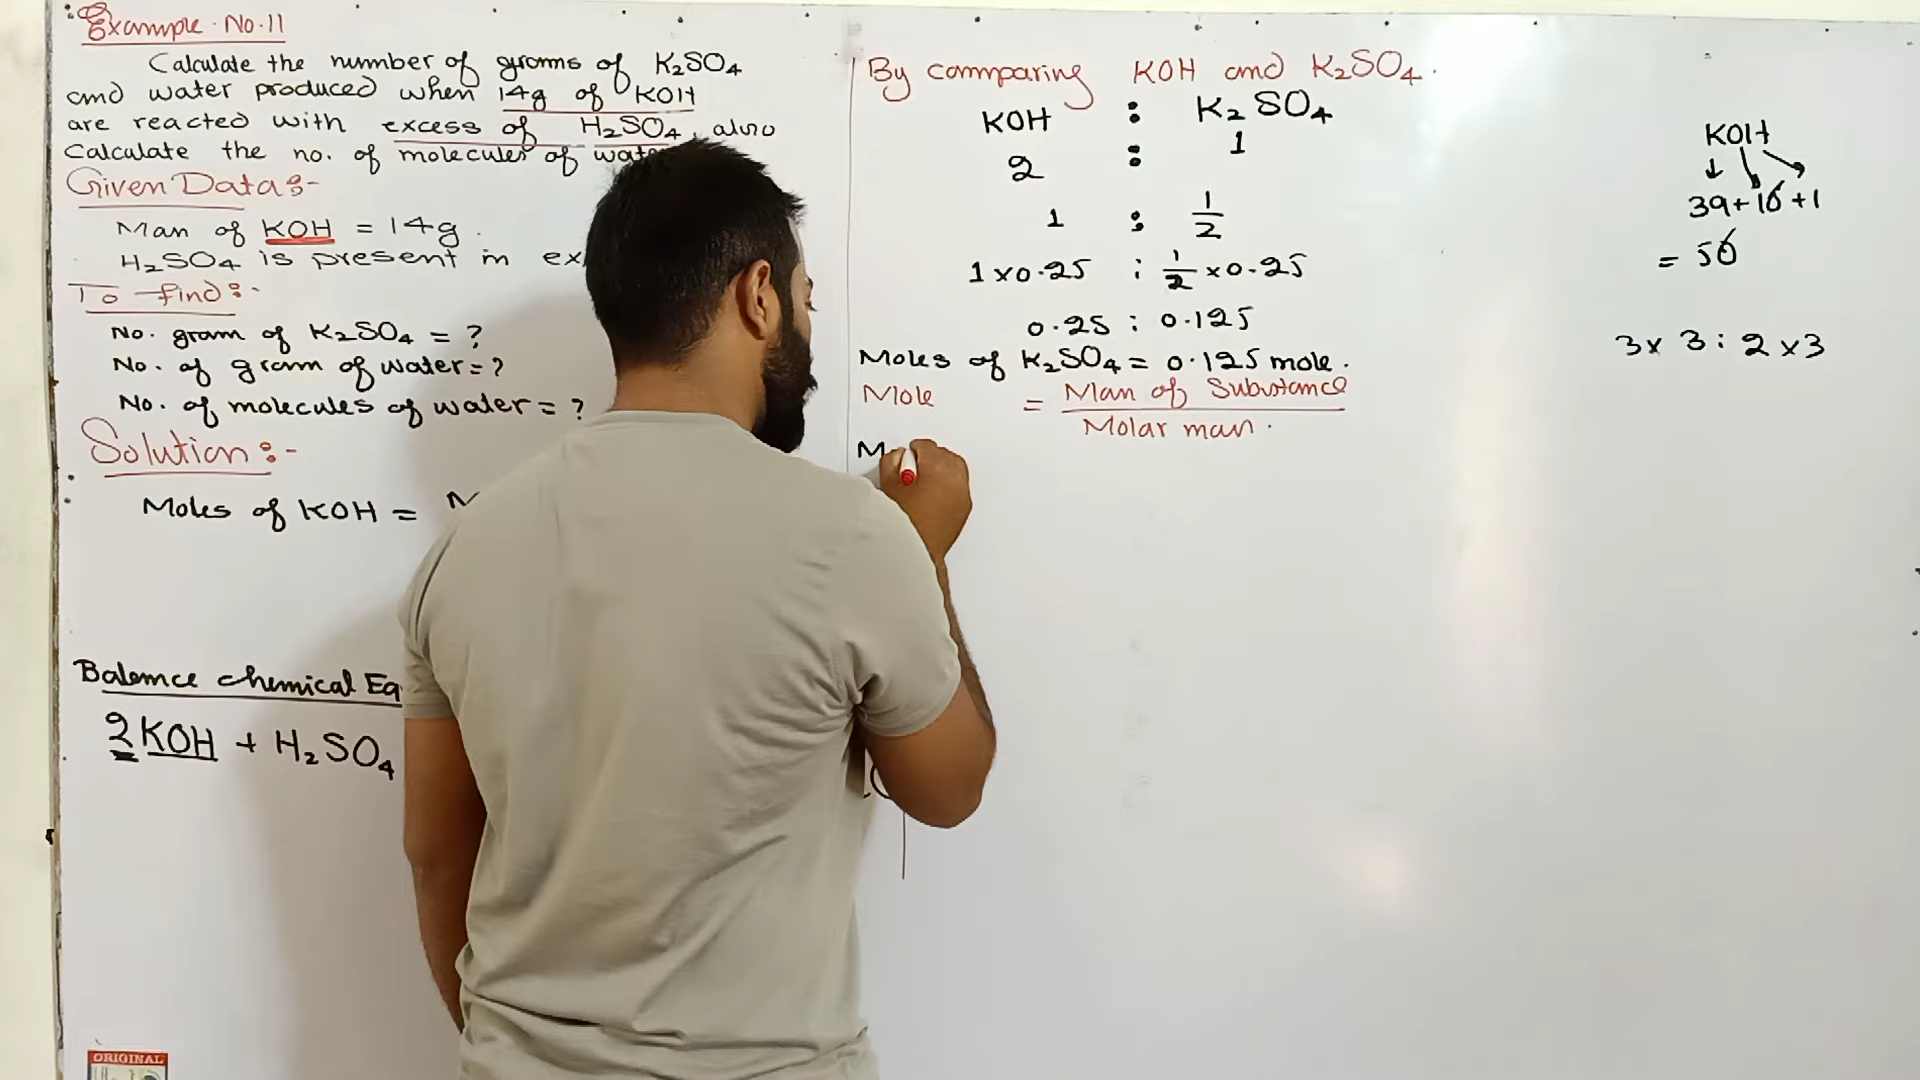 Example No. 11
Calculate the number of grams of K₂SO₄
and water produced when 14g of KOH
are reacted with excess of H₂SO₄, also
Calculate the no. of molecules of
Given Data:-
Mass of KOH = 14g.
H₂SO₄ is present in
To find:-
No. gram of K₂SO₄ = ?
No. of gram of water = ?
No. of molecules of water = ?
Solution:-
Moles of KOH =
Balance chemical
2KOH + H₂SO₄
By comparing KOH and K₂SO₄.
KOH : K₂SO₄
2 : 1
1 : 1/2
1 x 0.25 : 1/2 x 0.25
0.25 : 0.125
Moles of K₂SO₄ = 0.125 mole.
Mole = Mass of Substance
Molar mass.
KOH
39+16+1
= 56
3 x 3 : 2 x 3
ORIGINAL